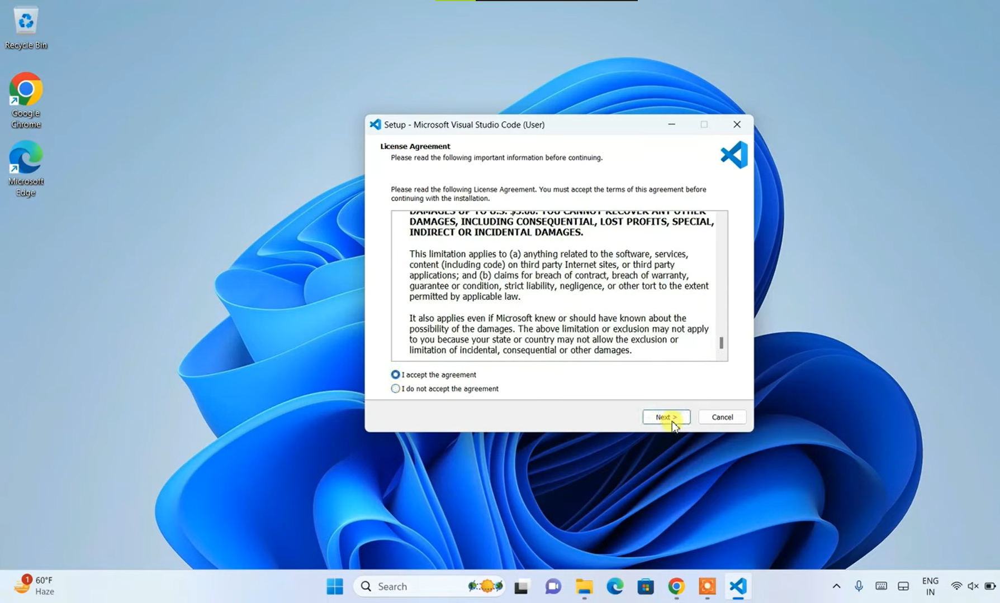 Recycle Bin
Google
Chrome
Microsoft
Edge
Setup - Microsoft Visual Studio Code (User)
License Agreement
Please read the following important information before continuing.
Please read the following License Agreement. You must accept the terms of this agreement before
continuing with the installation.
DAMAGES UP TO U.S. $5.00. YOU CANNOT RECOVER ANY OTHER
DAMAGES, INCLUDING CONSEQUENTIAL, LOST PROFITS, SPECIAL,
INDIRECT OR INCIDENTAL DAMAGES.
This limitation applies to (a) anything related to the software, services,
content (including code) on third party Internet sites, or third party
applications; and (b) claims for breach of contract, breach of warranty,
guarantee or condition, strict liability, negligence, or other tort to the extent
permitted by applicable law.
It also applies even if Microsoft knew or should have known about the
possibility of the damages. The above limitation or exclusion may not apply
to you because your state or country may not allow the exclusion or
limitation of incidental, consequential or other damages.
I accept the agreement
I do not accept the agreement
Next >
Cancel
1
60°F
Haze
Search
ENG
IN